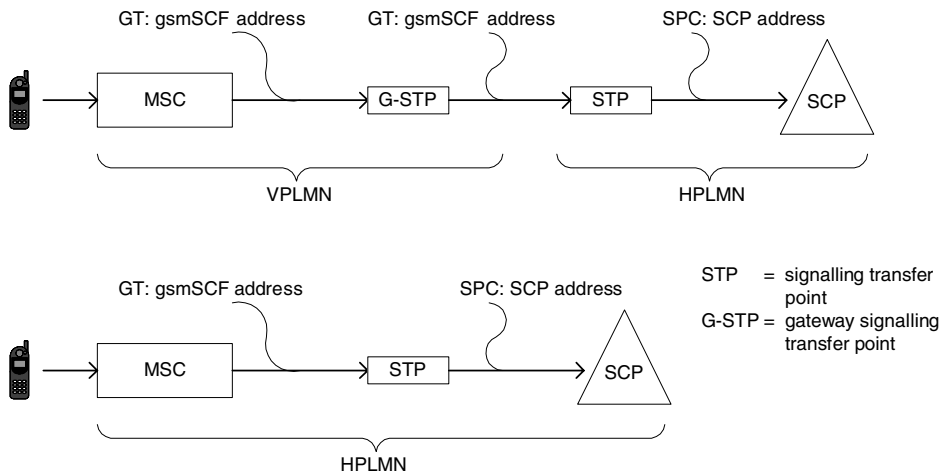 GT: gsmSCF address
GT: gsmSCF address
SPC: SCP address
MSC
G-STP
STP
SCP
VPLMN
HPLMN
GT: gsmSCF address
SPC: SCP address
MSC
STP
SCP
HPLMN
STP = signalling transfer
point
G-STP = gateway signalling
transfer point